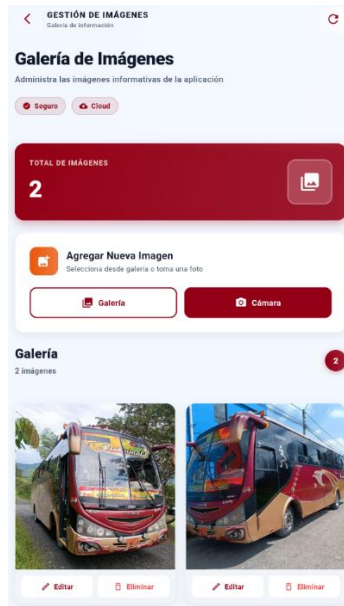 GESTIÓN DE IMÁGENES
Galería de información
Galería de Imágenes
Administra las imágenes informativas de la aplicación
Seguro
Cloud
TOTAL DE IMÁGENES
2
Agregar Nueva Imagen
Selecciona desde galería o toma una foto
Galería
Cámara
Galería
2
2 imágenes
Editar
Eliminar
Editar
Eliminar